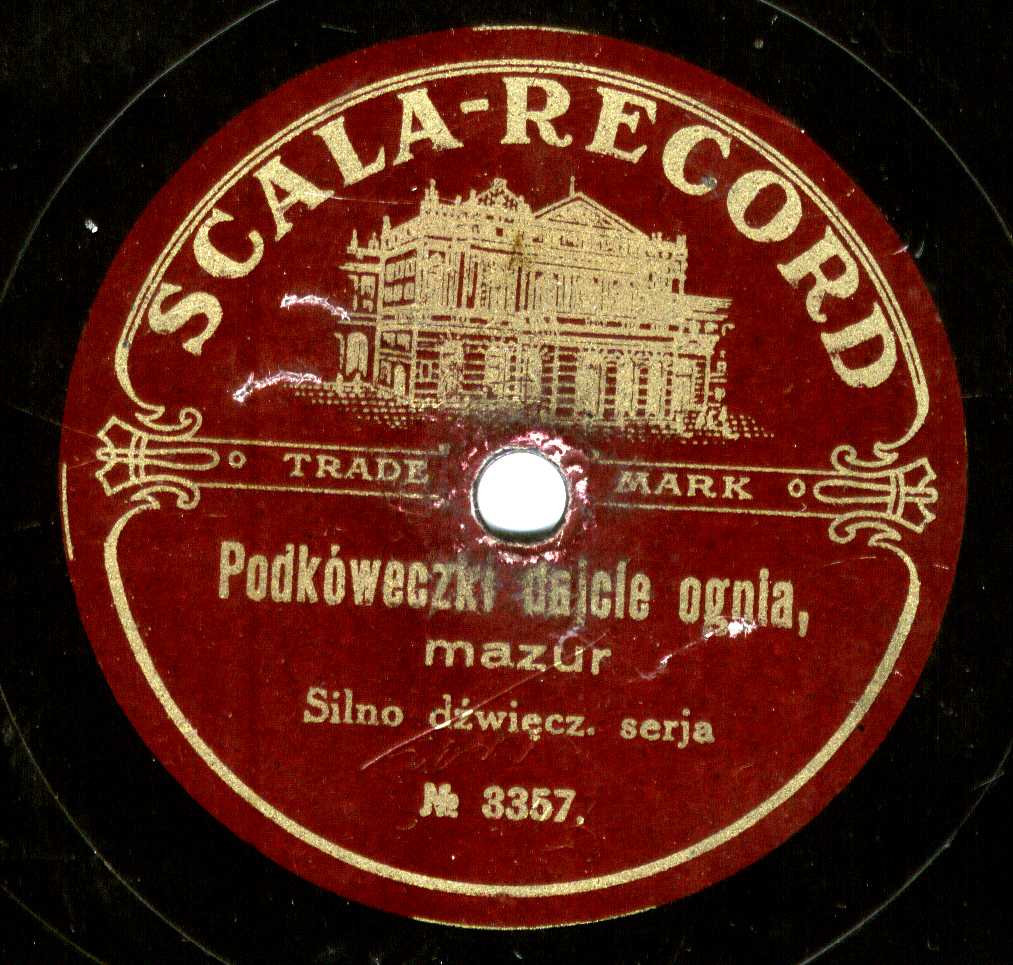 SCALA-RECORD
TRADE MARK
Podkóweczki dajcie ognia,
mazur
Silno dźwięcz. serja
№ 3357.